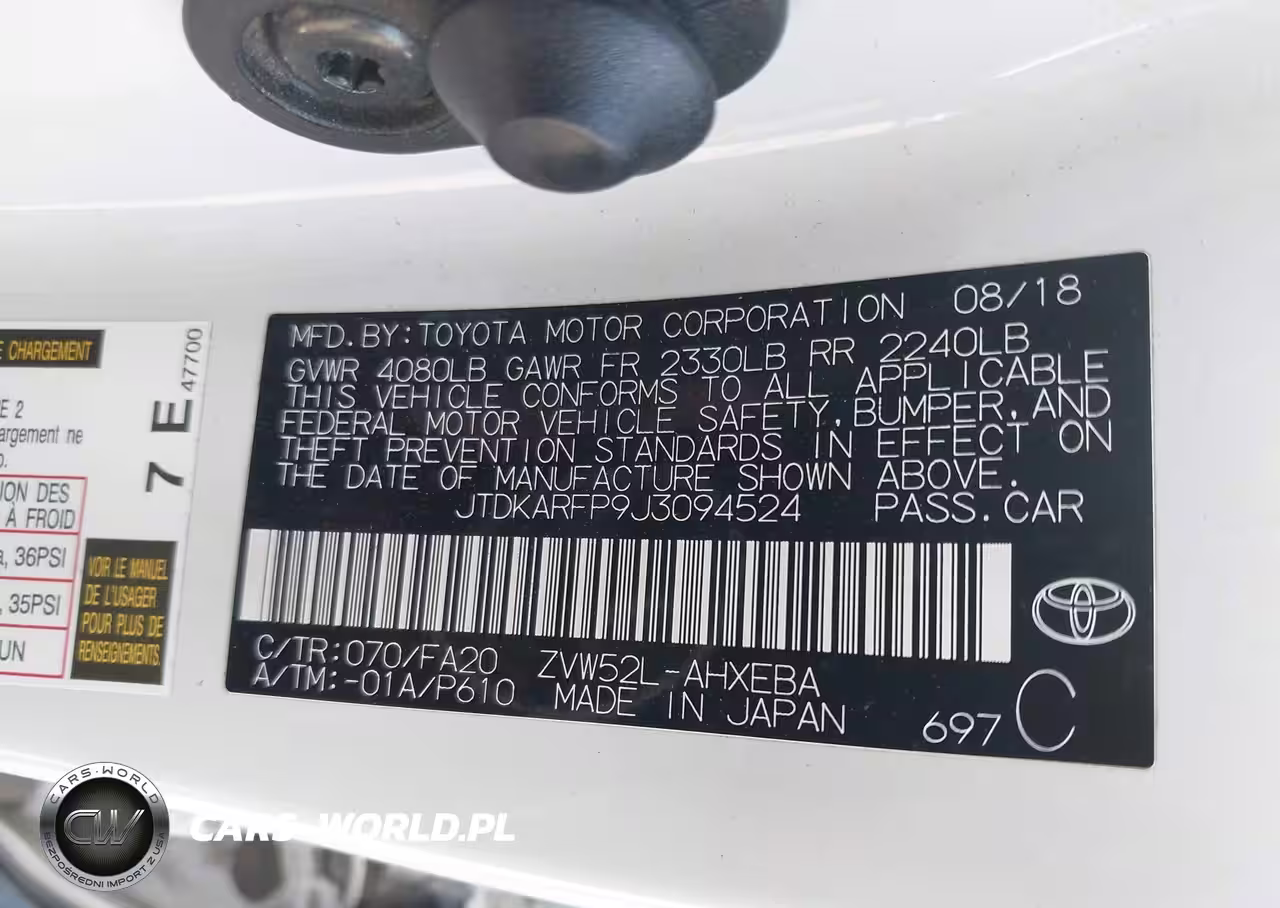 MFD.BY:TOYOTA MOTOR CORPORATION 08/18
GVWR 4080LB GAWR FR 2330LB RR 2240LB
THIS VEHICLE CONFORMS TO ALL APPLICABLE
FEDERAL MOTOR VEHICLE SAFETY,BUMPER,AND
THEFT PREVENTION STANDARDS IN EFFECT ON
THE DATE OF MANUFACTURE SHOWN ABOVE.
JTDKARFP9J3094524 PASS.CAR
C/TR:070/FA20 ZVW52L-AHXEBA
A/TM:-01A/P610 MADE IN JAPAN
697 C
CHARGEMENT
47700
7 E
E 2
argement ne
ION DES
À FROID
, 36PSI
, 35PSI
UN
VOIR LE MANUEL
DE L'USAGER
POUR PLUS DE
RENSEIGNEMENTS.
CARS-WORLD
CW
BEZPOŚREDNI IMPORT Z USA
CARS-WORLD.PL